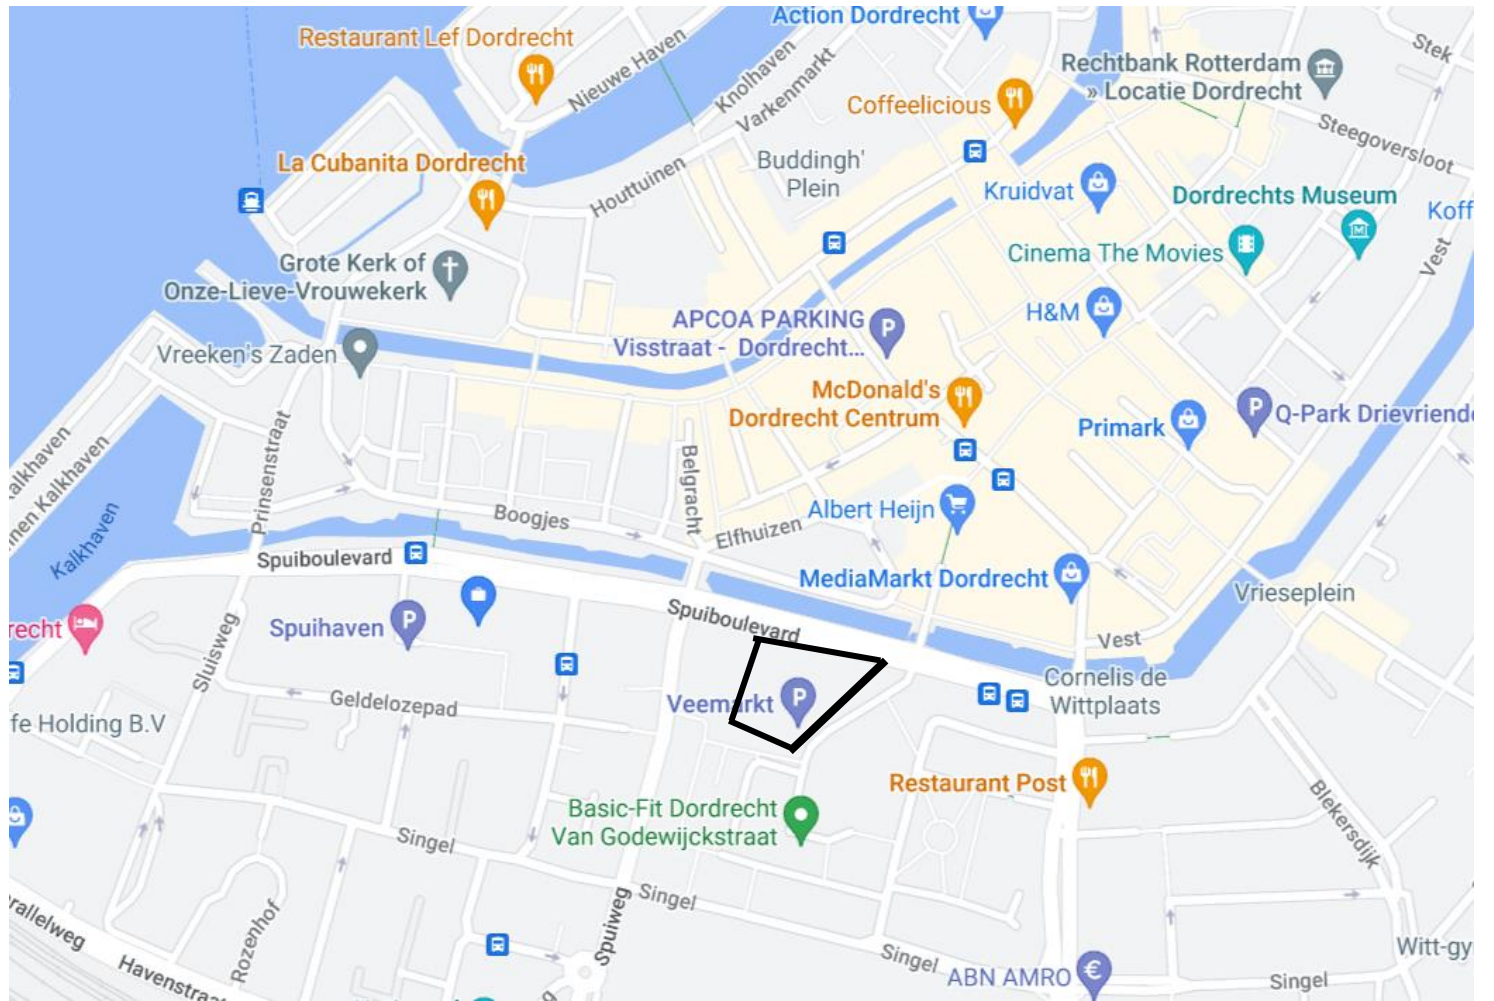 Action Dordrecht
Restaurant Lef Dordrecht
Nieuwe Haven
Knolhaven
Varkenmarkt
Rechtbank Rotterdam
» Locatie Dordrecht
Stek
Coffeelicious
Steegoversloot
La Cubanita Dordrecht
Houttuinen
Buddingh'
Plein
Kruidvat
Dordrechts Museum
Koff
Cinema The Movies
Vest
Grote Kerk of
Onze-Lieve-Vrouwekerk
H&M
APCOA PARKING
Visstraat - Dordrecht...
Vreeken's Zaden
McDonald's
Dordrecht Centrum
Primark
Q-Park Drievriende
alkhaven
nen Kalkhaven
Kalkhaven
Prinsenstraat
Belgracht
Boogjes
Elfhuizen
Albert Heijn
Spuiboulevard
MediaMarkt Dordrecht
Vrieseplein
Spuiboulevard
recht
Spuihaven
Vest
Sluisweg
Geldelozepad
Veemarkt
Cornelis de
Wittplaats
fe Holding B.V
Restaurant Post
Basic-Fit Dordrecht
Van Godewijckstraat
Blekersdijk
Singel
Singel
Spuiweg
Rozenhof
rallelweg
Havenstraat
Singel
ABN AMRO
Singel
Witt-gy